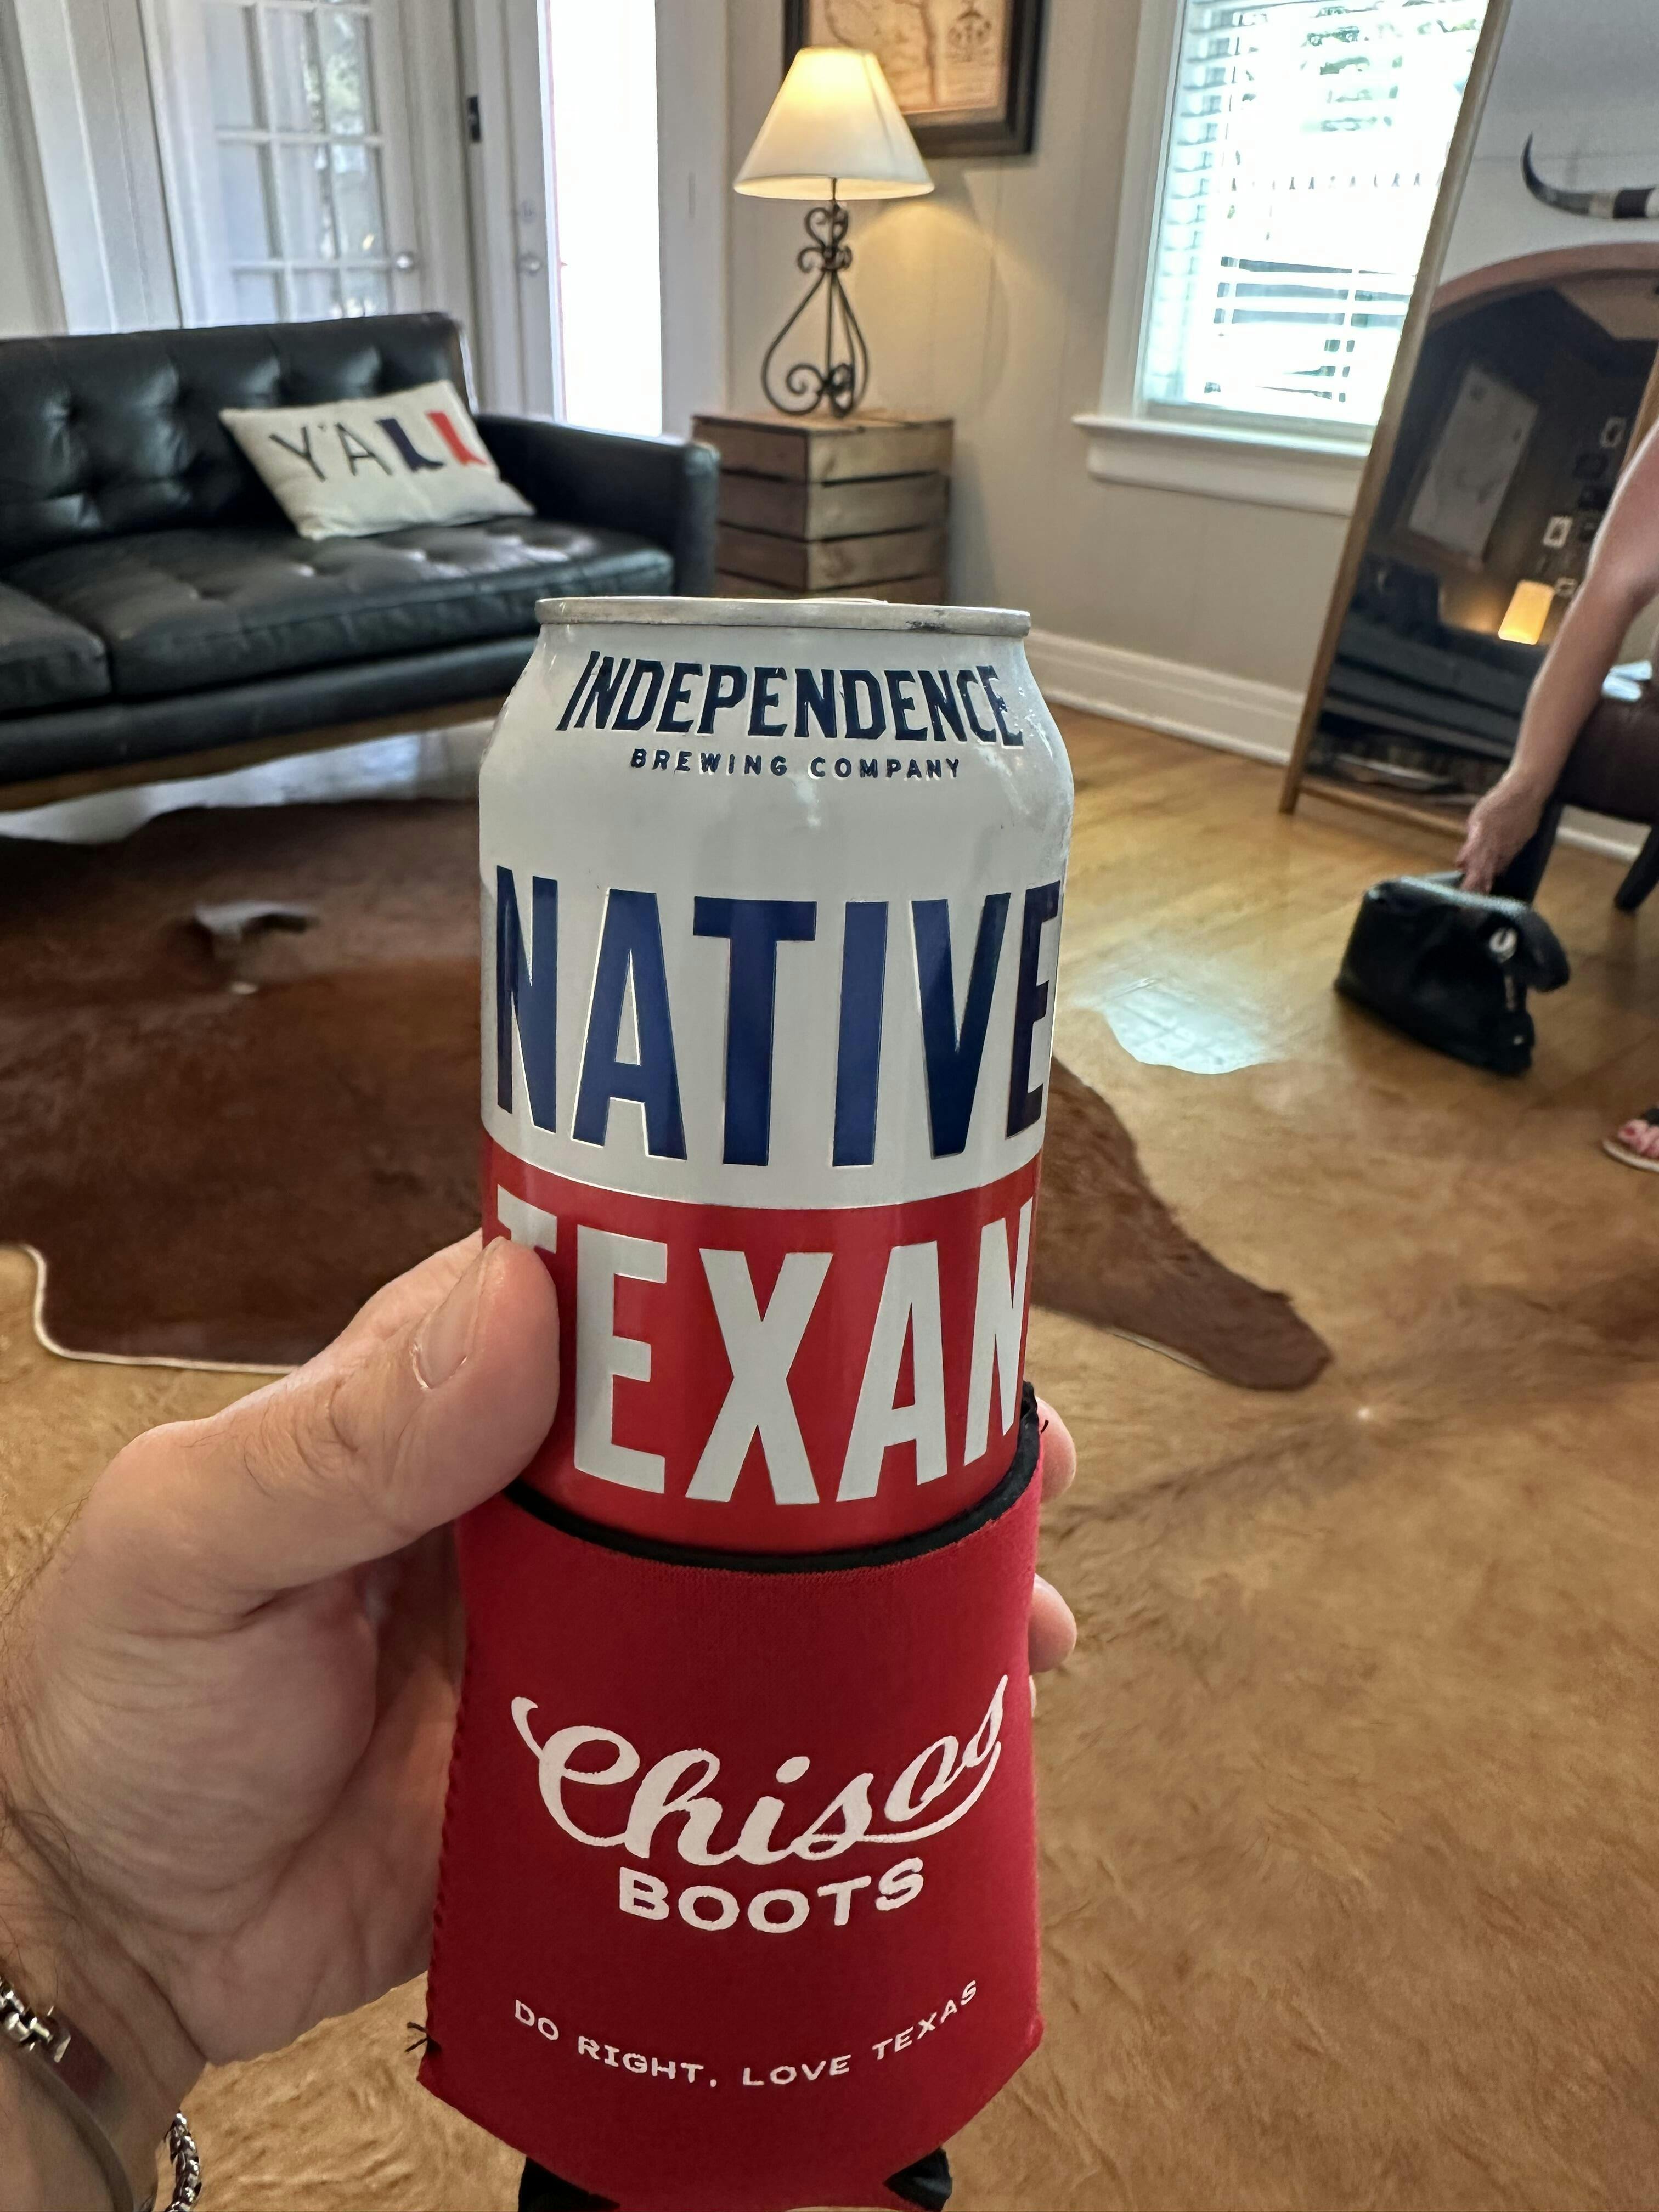 Y'ALL
INDEPENDENCE
BREWING COMPANY
NATIVE
TEXAN
Chisos
BOOTS
DO RIGHT, LOVE TEXAS